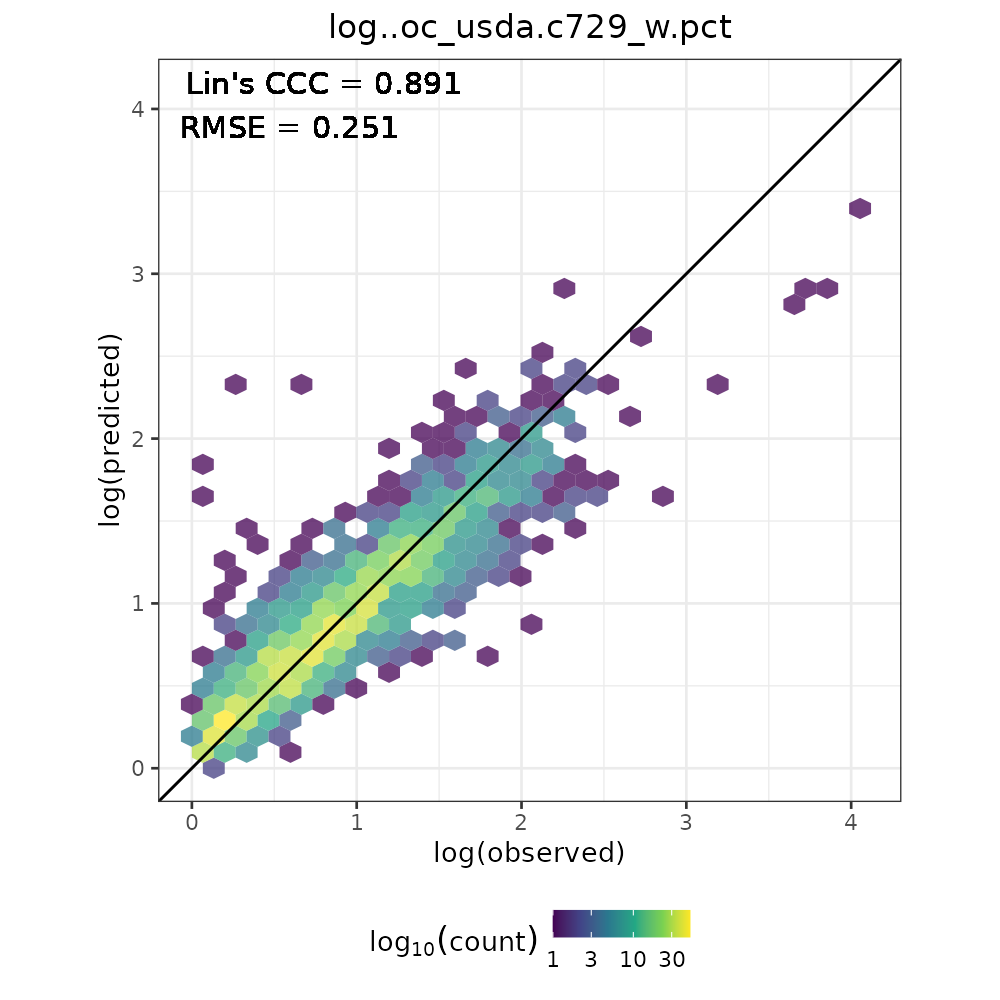 log..oc_usda.c729_w.pct
Lin's CCC = 0.891
RMSE = 0.251
4
3
2
1
0
log(predicted)
0 1 2 3 4
log(observed)
log₁₀(count)
1 3 10 30